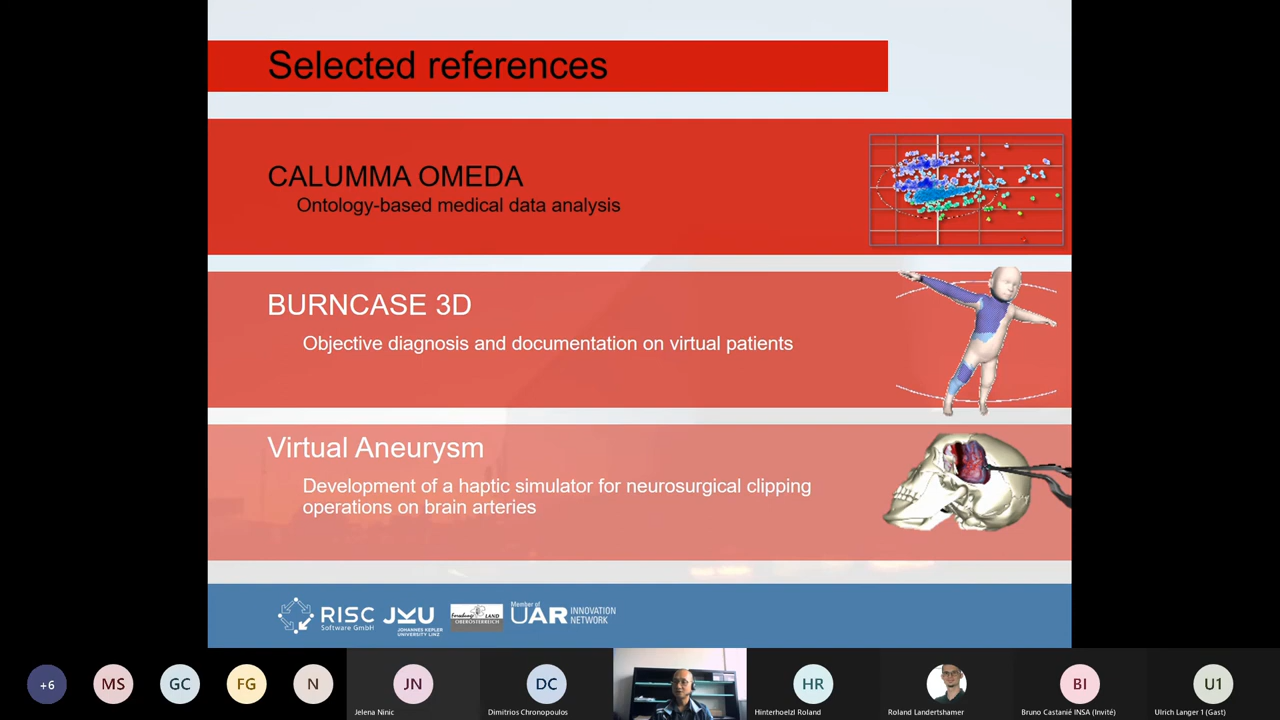 Selected references
CALUMMA OMEDA
Ontology-based medical data analysis
BURNCASE 3D
Objective diagnosis and documentation on virtual patients
Virtual Aneurysm
Development of a haptic simulator for neurosurgical clipping
operations on brain arteries
RISC
Software GmbH
JKU
JOHANNES KEPLER
UNIVERSITY LINZ
OBERÖSTERREICH
Member of
UAR INNOVATION
NETWORK
+6
MS
GC
FG
N
JN
Jelena Ninic
DC
Dimitrios Chronopoulos
HR
Hinterhoelzl Roland
Roland Landertshamer
BI
Bruno Castanié INSA (Invité)
U1
Ulrich Langer 1 (Gast)